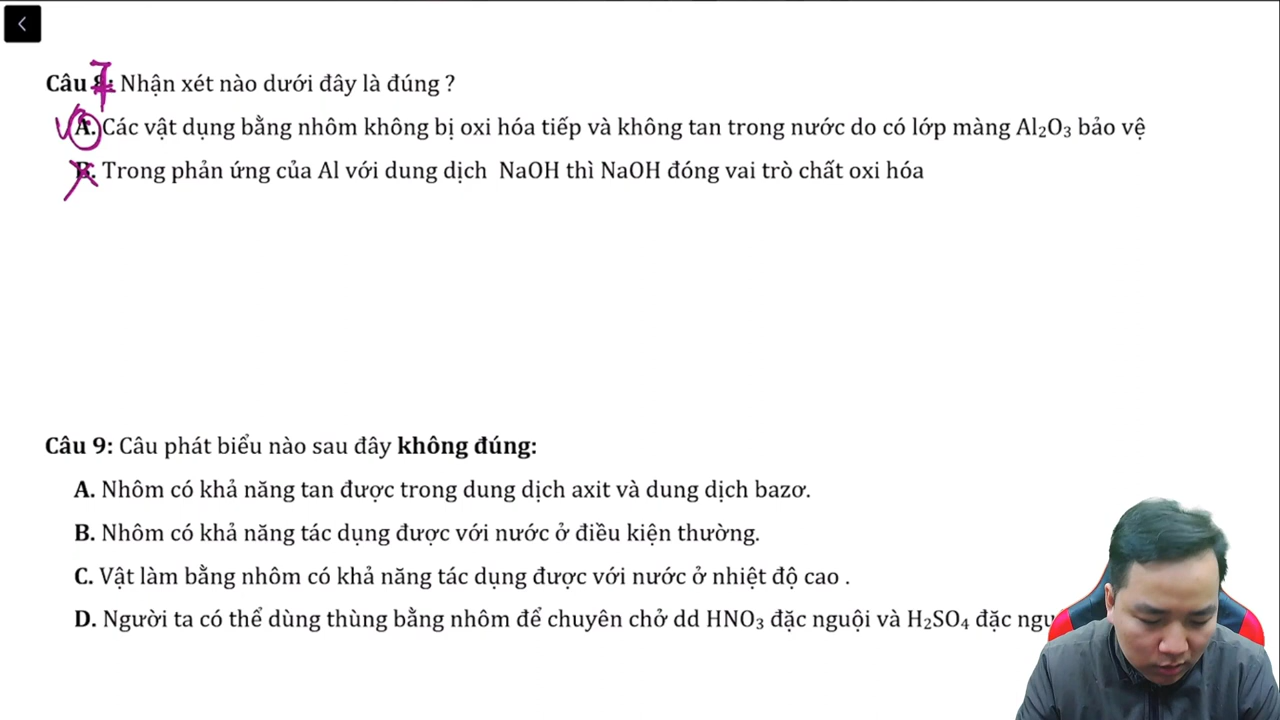 Câu 7: Nhận xét nào dưới đây là đúng ?
A. Các vật dụng bằng nhôm không bị oxi hóa tiếp và không tan trong nước do có lớp màng Al₂O₃ bảo vệ
B. Trong phản ứng của Al với dung dịch NaOH thì NaOH đóng vai trò chất oxi hóa
Câu 9: Câu phát biểu nào sau đây không đúng:
A. Nhôm có khả năng tan được trong dung dịch axit và dung dịch bazơ.
B. Nhôm có khả năng tác dụng được với nước ở điều kiện thường.
C. Vật làm bằng nhôm có khả năng tác dụng được với nước ở nhiệt độ cao .
D. Người ta có thể dùng thùng bằng nhôm để chuyên chở dd HNO₃ đặc nguội và H₂SO₄ đặc